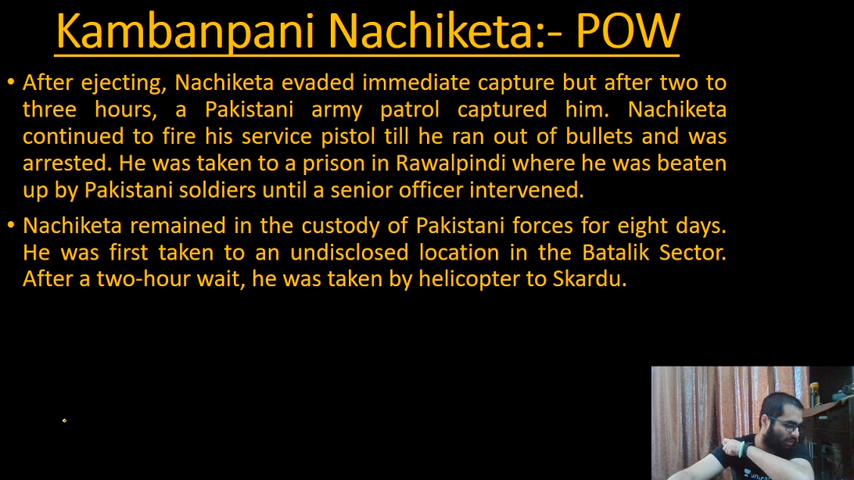 Kambanpani Nachiketa:- POW
• After ejecting, Nachiketa evaded immediate capture but after two to
three hours, a Pakistani army patrol captured him. Nachiketa
continued to fire his service pistol till he ran out of bullets and was
arrested. He was taken to a prison in Rawalpindi where he was beaten
up by Pakistani soldiers until a senior officer intervened.
• Nachiketa remained in the custody of Pakistani forces for eight days.
He was first taken to an undisclosed location in the Batalik Sector.
After a two-hour wait, he was taken by helicopter to Skardu.